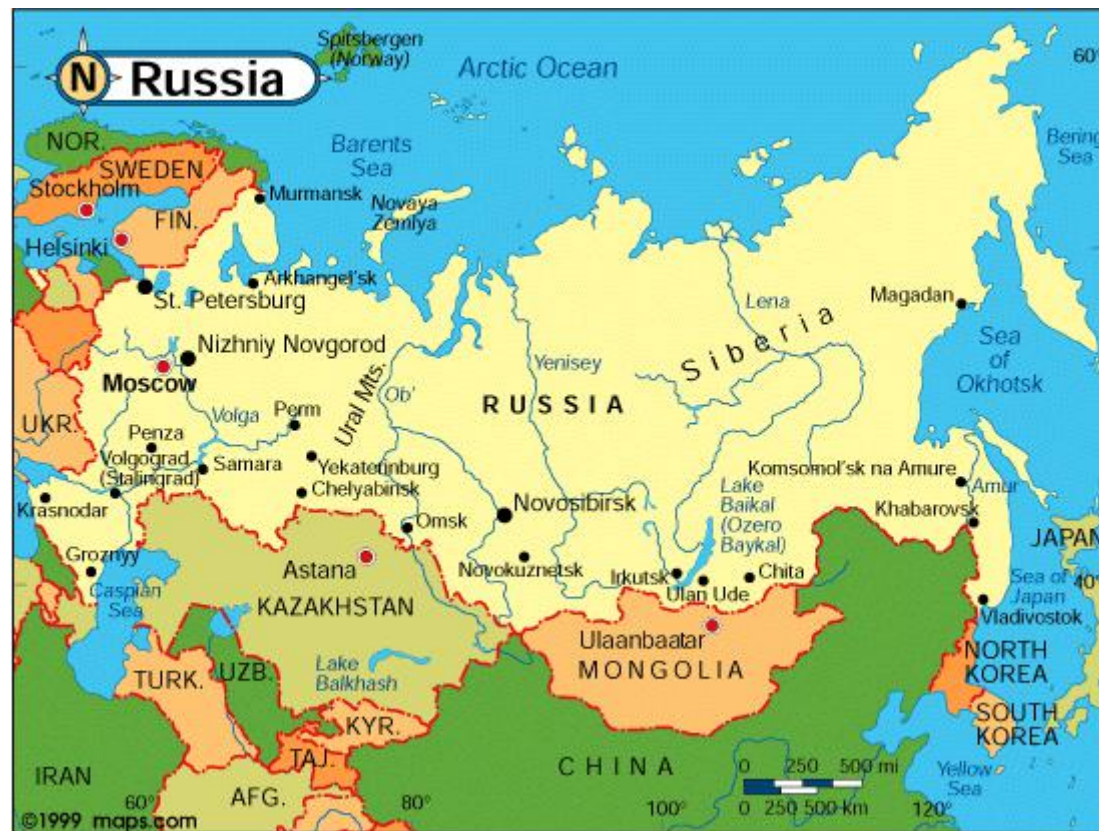 N Russia
Spitsbergen
(Norway)
Arctic Ocean
60°
NOR.
Barents
Sea
Bering
Sea
SWEDEN
Stockholm
Murmansk
Novaya
Zemlya
FIN.
Helsinki
Arkhangel'sk
St. Petersburg
Lena
Magadan
Siberia
Sea
of
Okhotsk
Nizhniy Novgorod
Moscow
Yenisey
Ural Mts.
Ob'
RUSSIA
UKR.
Volga
Perm
Penza
Volgograd
(Stalingrad)
Samara
Yekaterinburg
Chelyabinsk
Komsomol'sk na Amure
Amur
Krasnodar
Omsk
Novosibirsk
Lake
Baikal
(Ozero
Baykal)
Khabarovsk
JAPAN
Groznyy
Astana
Novokuznetsk
Irkutsk
Ulan Ude
Chita
40°
Caspian
Sea
KAZAKHSTAN
Sea of
Japan
Vladivostok
Ulaanbaatar
MONGOLIA
TURK.
UZB.
Lake
Balkhash
NORTH
KOREA
KYR.
SOUTH
KOREA
TAJ.
IRAN
CHINA
0 250 500 mi
Yellow
Sea
AFG.
60°
80°
100°
0 250 500 km
120°
©1999 maps.com